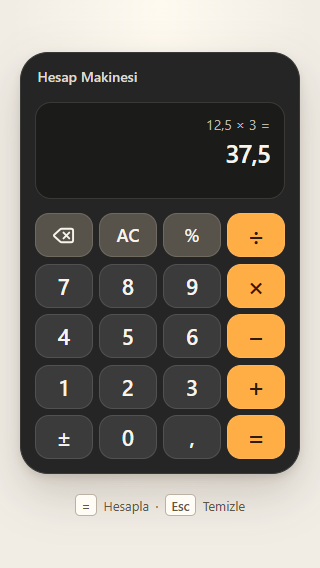 Hesap Makinesi
12,5 × 3 =
37,5
AC % ÷
7 8 9 ×
4 5 6 −
1 2 3 +
± 0 , =
= Hesapla · Esc Temizle